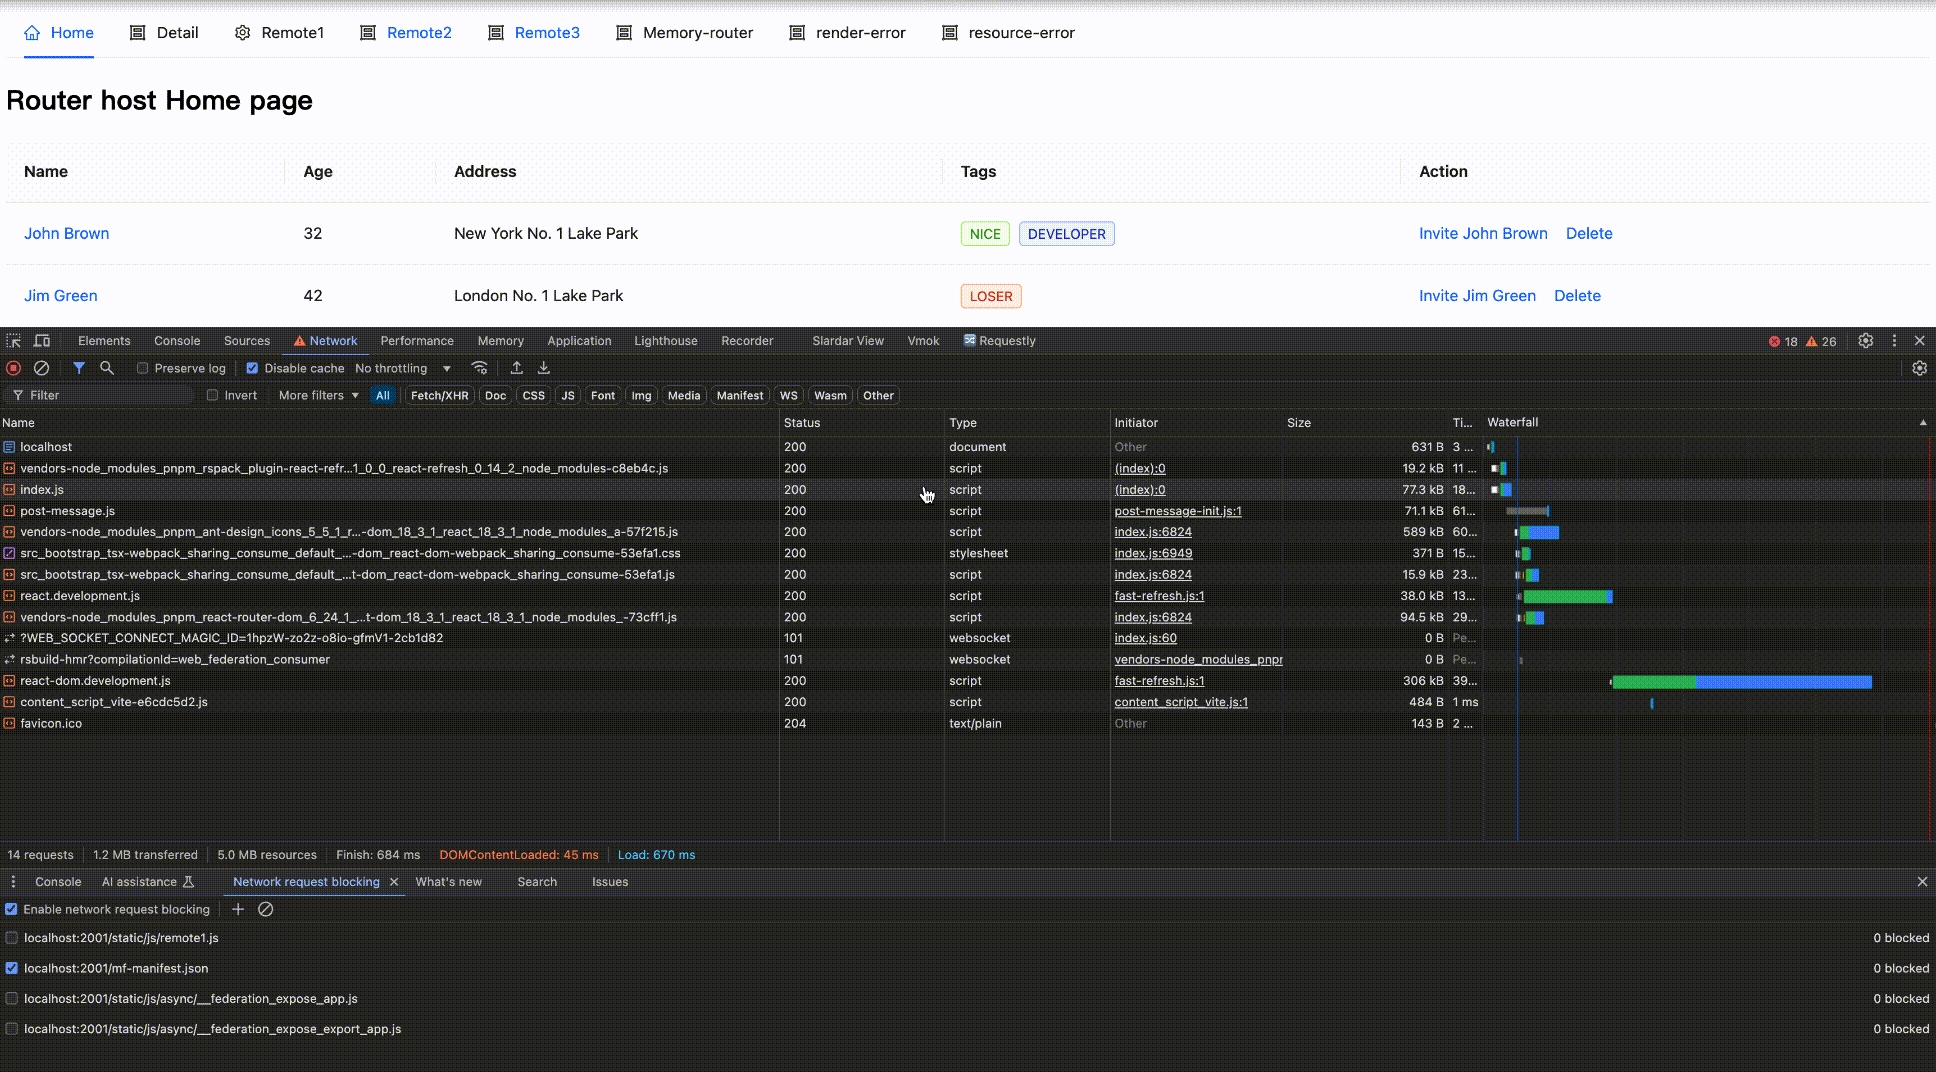 Home Detail Remote1 Remote2 Remote3 Memory-router render-error resource-error
Router host Home page
Name Age Address Tags Action
John Brown 32 New York No. 1 Lake Park NICE DEVELOPER Invite John Brown Delete
Jim Green 42 London No. 1 Lake Park LOSER Invite Jim Green Delete
Elements Console Sources Network Performance Memory Application Lighthouse Recorder Slardar View Vmok Requestly 18 26
Preserve log Disable cache No throttling
Filter Invert More filters All Fetch/XHR Doc CSS JS Font Img Media Manifest WS Wasm Other
Name Status Type Initiator Size Ti... Waterfall
localhost 200 document Other 631 B 3 ...
vendors-node_modules_pnpm_rspack_plugin-react-refr...1_0_0_react-refresh_0_14_2_node_modules-c8eb4c.js 200 script (index):0 19.2 kB 11 ...
index.js 200 script (index):0 77.3 kB 18...
post-message.js 200 script post-message-init.js:1 71.1 kB 61...
vendors-node_modules_pnpm_ant-design_icons_5_5_1_r...-dom_18_3_1_react_18_3_1_node_modules_a-57f215.js 200 script index.js:6824 589 kB 60...
src_bootstrap_tsx-webpack_sharing_consume_default_...-dom_react-dom-webpack_sharing_consume-53efa1.css 200 stylesheet index.js:6949 371 B 15...
src_bootstrap_tsx-webpack_sharing_consume_default_...t-dom_react-dom-webpack_sharing_consume-53efa1.js 200 script index.js:6824 15.9 kB 23...
react.development.js 200 script fast-refresh.js:1 38.0 kB 13...
vendors-node_modules_pnpm_react-router-dom_6_24_1_...t-dom_18_3_1_react_18_3_1_node_modules_-73cff1.js 200 script index.js:6824 94.5 kB 29...
?WEB_SOCKET_CONNECT_MAGIC_ID=1hpzW-zo2z-o8io-gfmV1-2cb1d82 101 websocket index.js:60 0 B Pe...
rsbuild-hmr?compilationId=web_federation_consumer 101 websocket vendors-node_modules_pnpr 0 B Pe...
react-dom.development.js 200 script fast-refresh.js:1 306 kB 39...
content_script_vite-e6cdc5d2.js 200 script content_script_vite.js:1 484 B 1 ms
favicon.ico 204 text/plain Other 143 B 2 ...
14 requests 1.2 MB transferred 5.0 MB resources Finish: 684 ms DOMContentLoaded: 45 ms Load: 670 ms
Console AI assistance Network request blocking What's new Search Issues
Enable network request blocking
localhost:2001/static/js/remote1.js 0 blocked
localhost:2001/mf-manifest.json 0 blocked
localhost:2001/static/js/async/__federation_expose_app.js 0 blocked
localhost:2001/static/js/async/__federation_expose_export_app.js 0 blocked